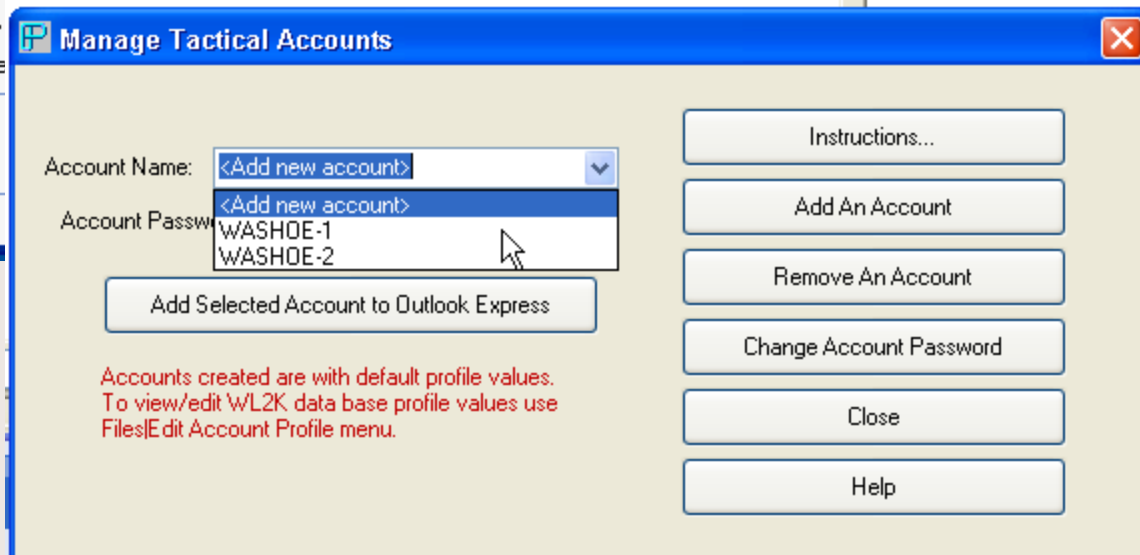 Manage Tactical Accounts
Account Name:
<Add new account>
<Add new account>
WASHOE-1
WASHOE-2
Account
Add Selected Account to Outlook Express
Accounts created are with default profile values.
To view/edit WL2K data base profile values use
Files|Edit Account Profile menu.
Instructions...
Add An Account
Remove An Account
Change Account Password
Close
Help